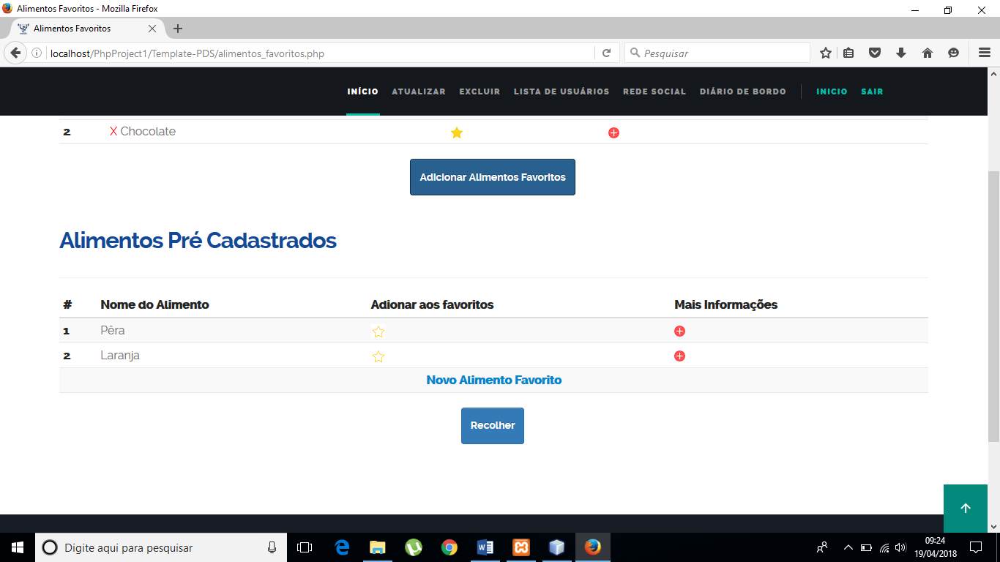 Alimentos Favoritos - Mozilla Firefox
Alimentos Favoritos
localhost/PhpProject1/Template-PDS/alimentos_favoritos.php
Pesquisar
INÍCIO ATUALIZAR EXCLUIR LISTA DE USUÁRIOS REDE SOCIAL DIÁRIO DE BORDO INICIO SAIR
2 X Chocolate
Adicionar Alimentos Favoritos
Alimentos Pré Cadastrados
# Nome do Alimento Adionar aos favoritos Mais Informações
1 Pêra
2 Laranja
Novo Alimento Favorito
Recolher
Digite aqui para pesquisar
09:24
19/04/2018